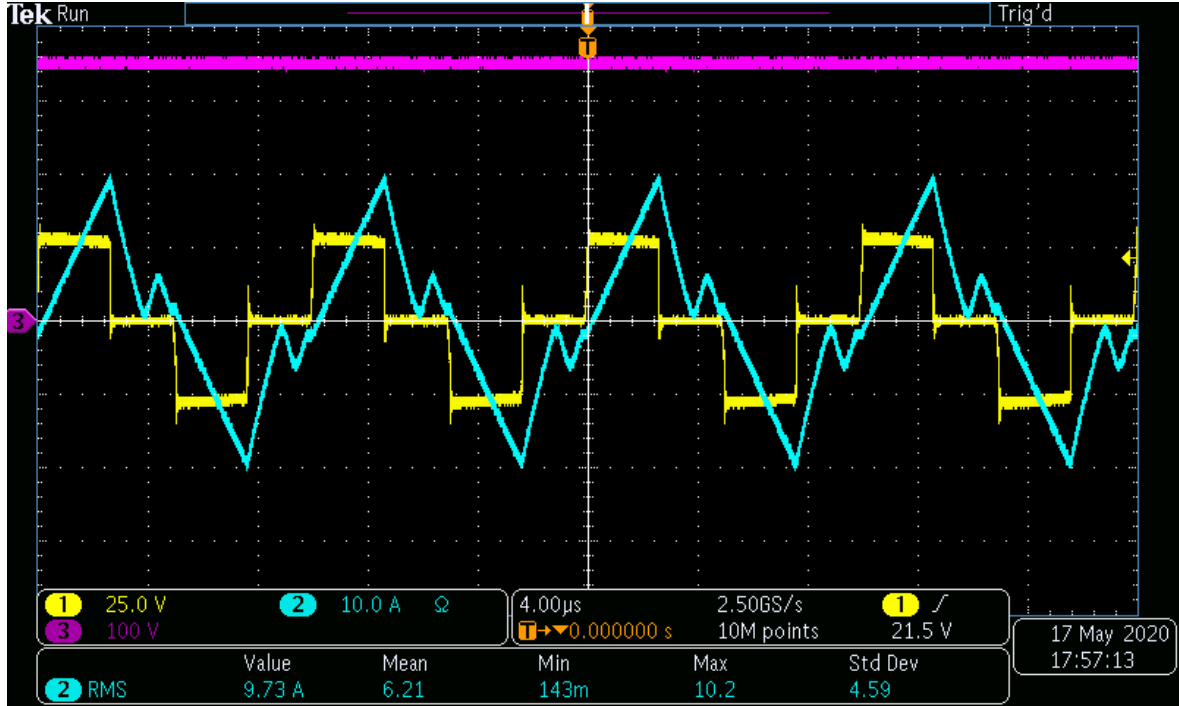 Tek Run Trig'd
T
3
1 25.0 V 2 10.0 A Ω
3 100 V
4.00µs 2.50GS/s 1
T→▼0.000000 s 10M points 21.5 V
17 May 2020
17:57:13
Value Mean Min Max Std Dev
2 RMS 9.73 A 6.21 143m 10.2 4.59